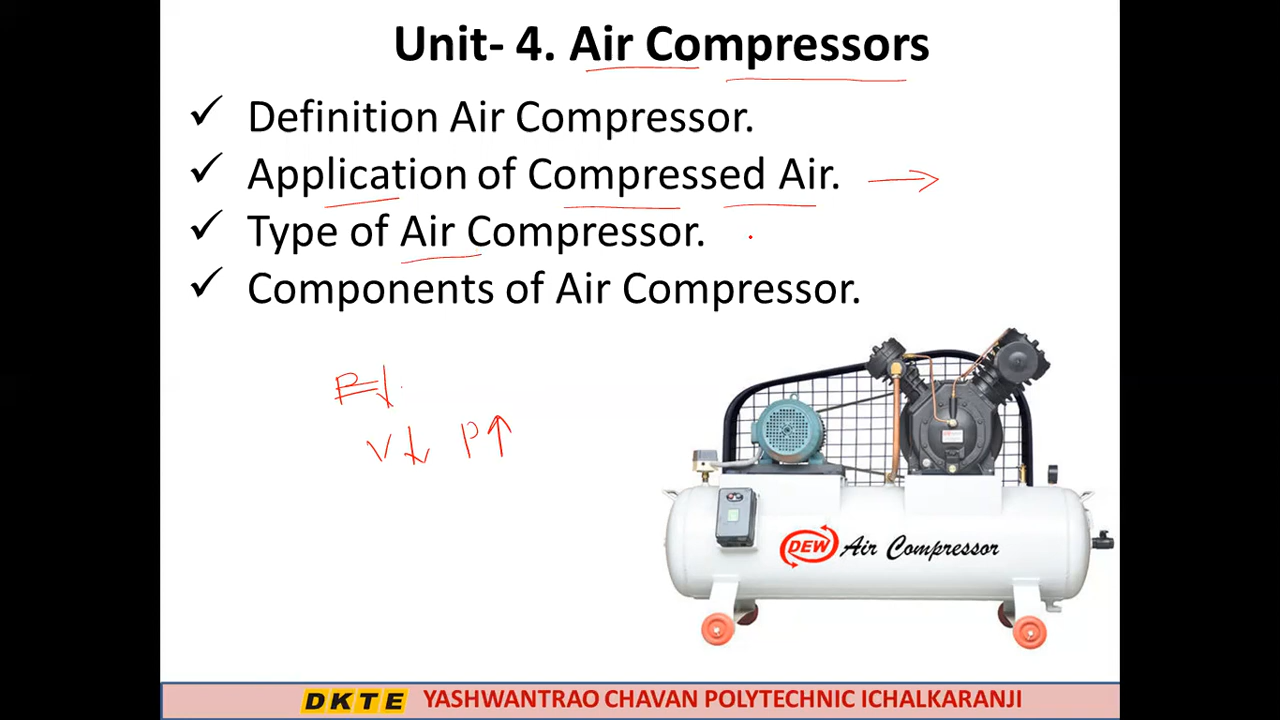 Unit- 4. Air Compressors
✓ Definition Air Compressor.
✓ Application of Compressed Air.
✓ Type of Air Compressor.
✓ Components of Air Compressor.
V↓ P↑
DEW Air Compressor
DKTE YASHWANTRAO CHAVAN POLYTECHNIC ICHALKARANJI